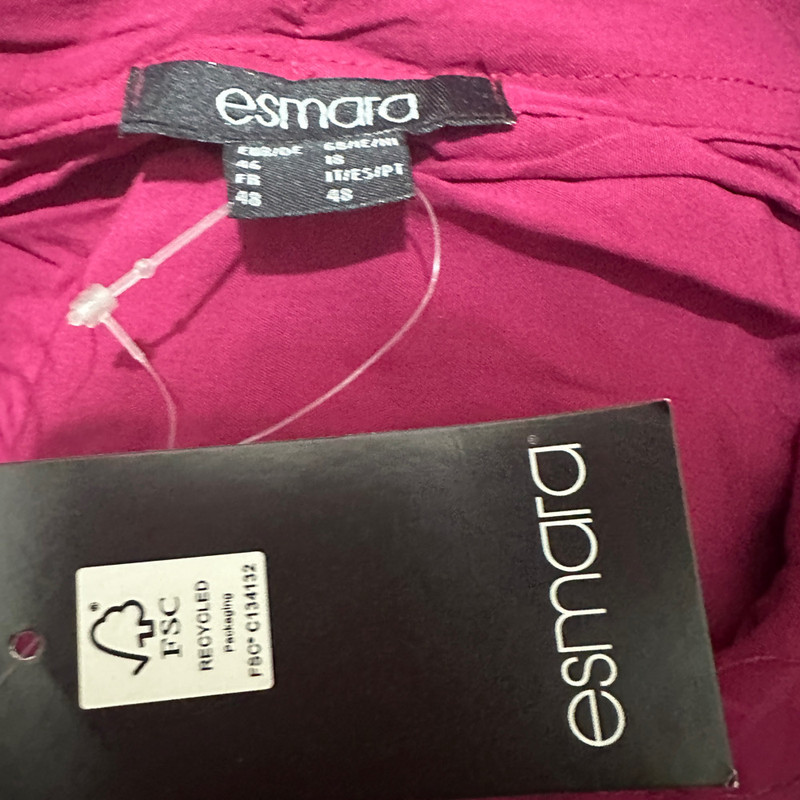 esmara
EUR/DE GB/IE/NI
46 18
FR IT/ES/PT
48 48
esmara®
®
FSC
RECYCLED
Packaging
FSC® C134132